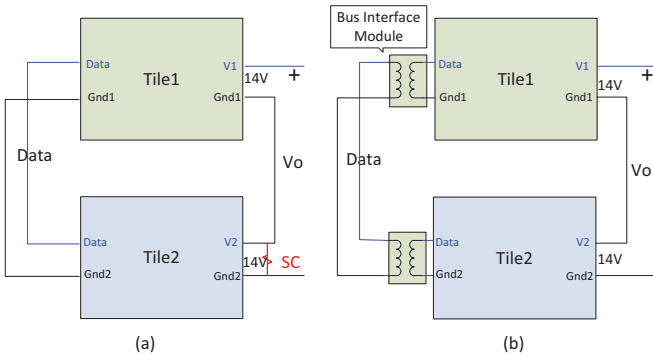 Bus Interface
Module
Data
Tile1
V1
14V
+
Gnd1
Gnd1
Data
Vo
Data
Tile2
V2
14V
SC
Gnd2
Gnd2
(a)
Data
Tile1
V1
14V
+
Gnd1
Gnd1
Data
Vo
Data
Tile2
V2
14V
Gnd2
Gnd2
(b)